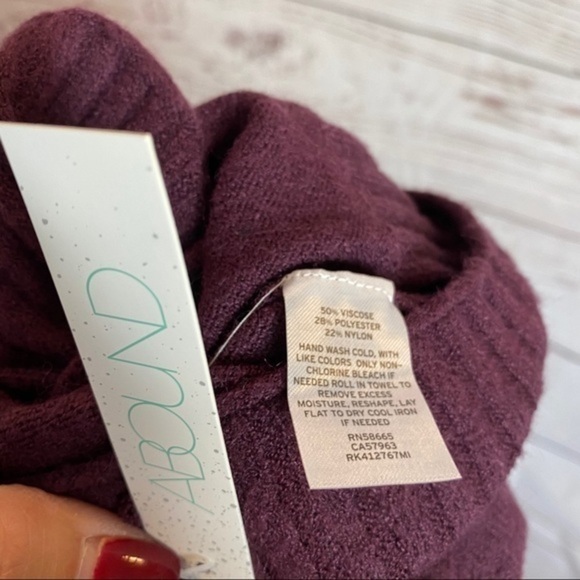 ABOUND
50% VISCOSE
28% POLYESTER
22% NYLON
HAND WASH COLD, WITH
LIKE COLORS ONLY NON-
CHLORINE BLEACH IF
NEEDED ROLL IN TOWEL TO
REMOVE EXCESS
MOISTURE, RESHAPE, LAY
FLAT TO DRY COOL IRON
IF NEEDED
RN58665
CA57963
RK412767MI